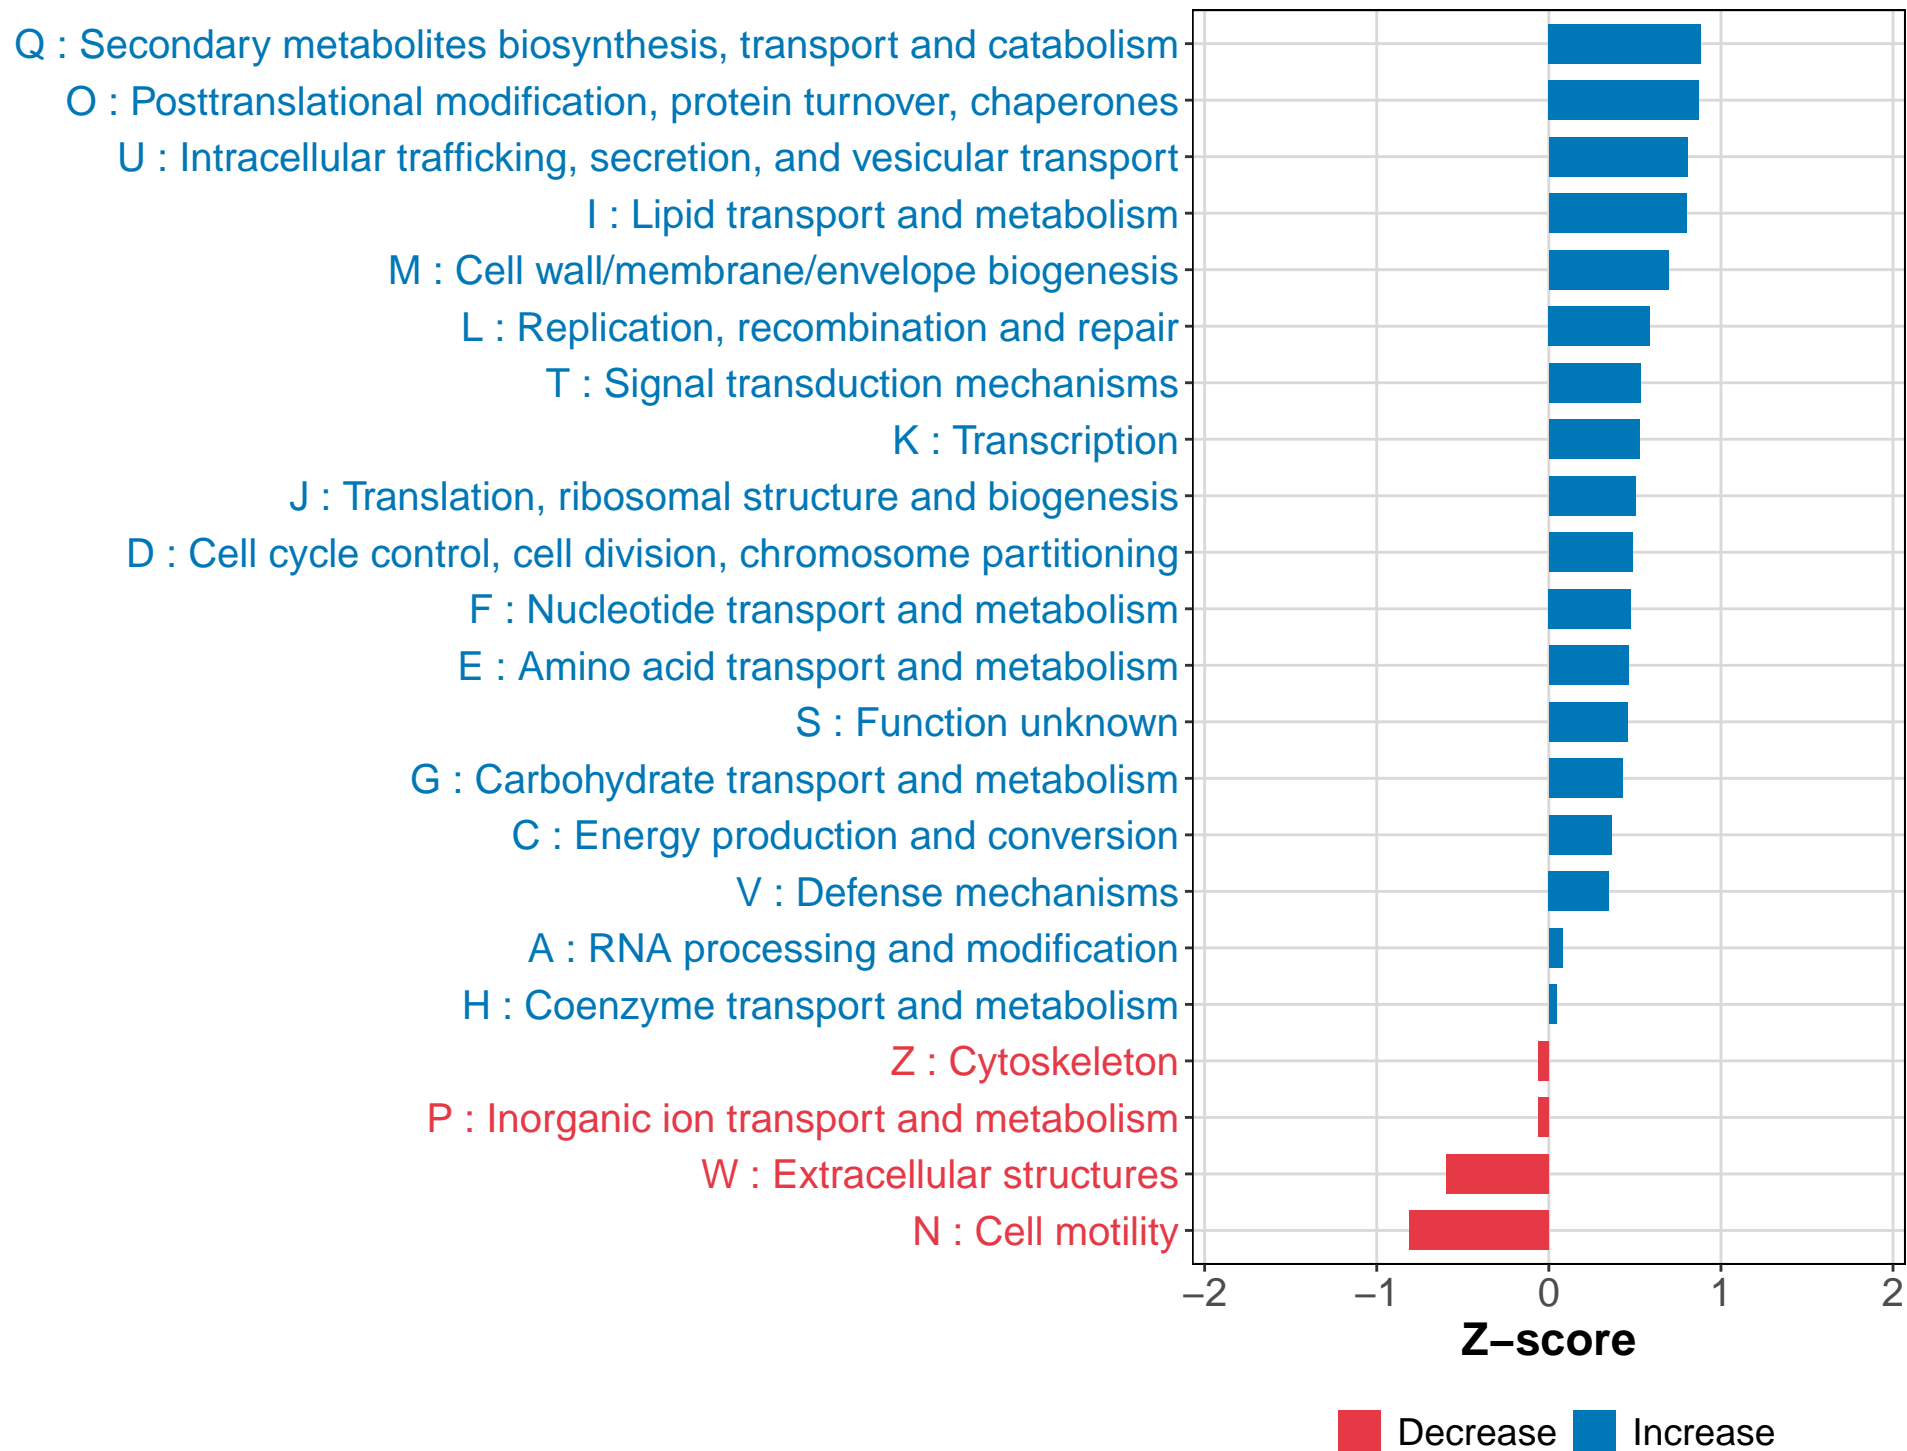 Q : Secondary metabolites biosynthesis, transport and catabolism
O : Posttranslational modification, protein turnover, chaperones
U : Intracellular trafficking, secretion, and vesicular transport
I : Lipid transport and metabolism
M : Cell wall/membrane/envelope biogenesis
L : Replication, recombination and repair
T : Signal transduction mechanisms
K : Transcription
J : Translation, ribosomal structure and biogenesis
D : Cell cycle control, cell division, chromosome partitioning
F : Nucleotide transport and metabolism
E : Amino acid transport and metabolism
S : Function unknown
G : Carbohydrate transport and metabolism
C : Energy production and conversion
V : Defense mechanisms
A : RNA processing and modification
H : Coenzyme transport and metabolism
Z : Cytoskeleton
P : Inorganic ion transport and metabolism
W : Extracellular structures
N : Cell motility
−2 −1 0 1 2
Z−score
Decrease Increase